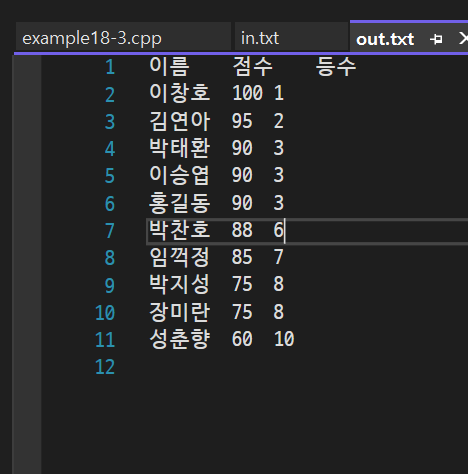 example18-3.cpp in.txt out.txt
1 이름 점수 등수
2 이창호 100 1
3 김연아 95 2
4 박태환 90 3
5 이승엽 90 3
6 홍길동 90 3
7 박찬호 88 6
8 임꺽정 85 7
9 박지성 75 8
10 장미란 75 8
11 성춘향 60 10
12